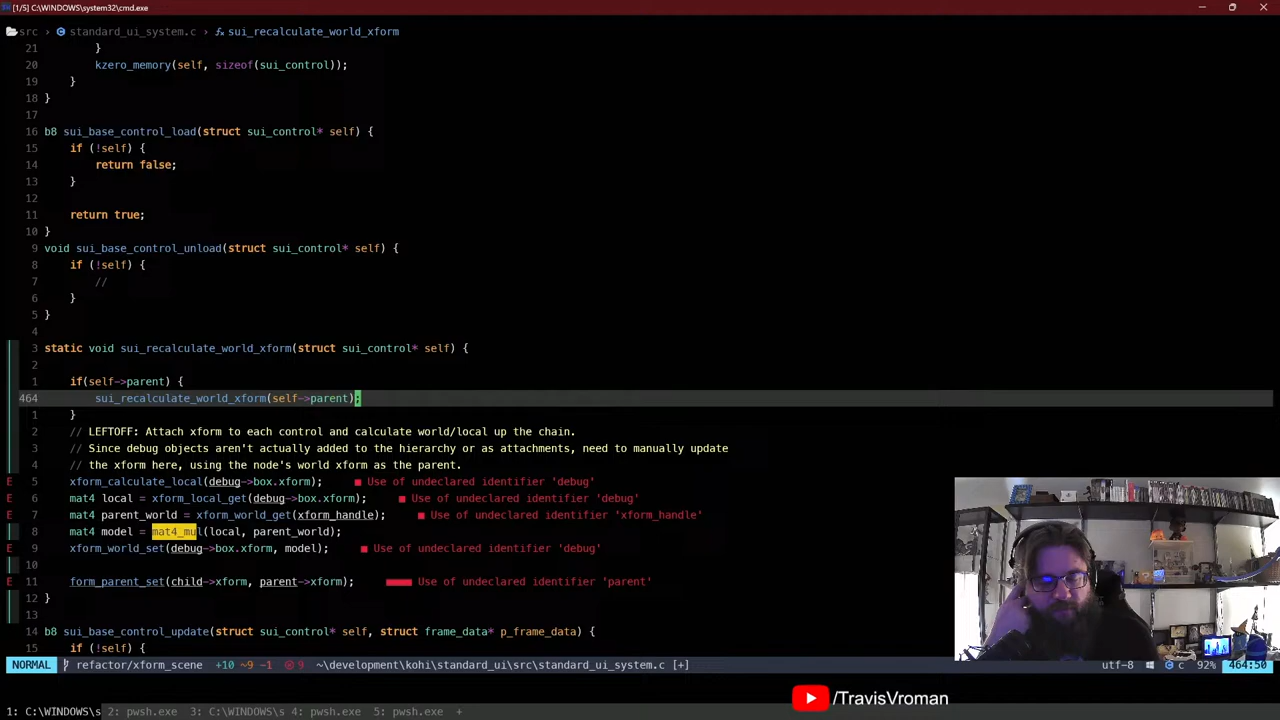 [1/5] C:\WINDOWS\system32\cmd.exe
src > standard_ui_system.c > sui_recalculate_world_xform
21 }
20 kzero_memory(self, sizeof(sui_control));
19 }
18 }
17
16 b8 sui_base_control_load(struct sui_control* self) {
15 if (!self) {
14 return false;
13 }
12
11 return true;
10 }
9 void sui_base_control_unload(struct sui_control* self) {
8 if (!self) {
7 //
6 }
5 }
4
3 static void sui_recalculate_world_xform(struct sui_control* self) {
2
1 if(self->parent) {
464 sui_recalculate_world_xform(self->parent);
1 }
2 // LEFTOFF: Attach xform to each control and calculate world/local up the chain.
3 // Since debug objects aren't actually added to the hierarchy or as attachments, need to manually update
4 // the xform here, using the node's world xform as the parent.
E 5 xform_calculate_local(debug->box.xform); ■ Use of undeclared identifier 'debug'
E 6 mat4 local = xform_local_get(debug->box.xform); ■ Use of undeclared identifier 'debug'
E 7 mat4 parent_world = xform_world_get(xform_handle); ■ Use of undeclared identifier 'xform_handle'
8 mat4 model = mat4_mul(local, parent_world);
E 9 xform_world_set(debug->box.xform, model); ■ Use of undeclared identifier 'debug'
10
E 11 form_parent_set(child->xform, parent->xform); ■■■■ Use of undeclared identifier 'parent'
12 }
13
14 b8 sui_base_control_update(struct sui_control* self, struct frame_data* p_frame_data) {
15 if (!self) {
NORMAL refactor/xform_scene +10 ~9 -1 9 ~\development\kohi\standard_ui\src\standard_ui_system.c [+] utf-8 c 92% 464:50
/TravisVroman
1: C:\WINDOWS\s 2: pwsh.exe 3: C:\WINDOWS\s 4: pwsh.exe 5: pwsh.exe +